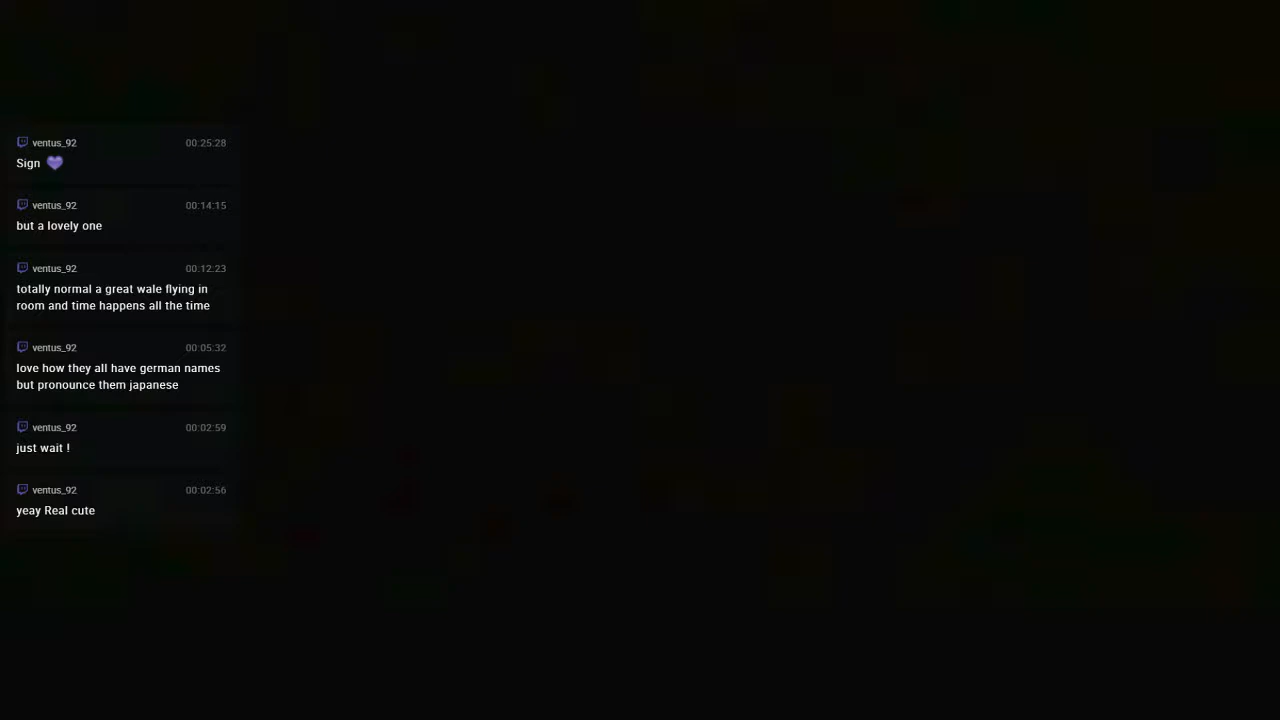 ventus_92 00:25:28
Sign 💜
ventus_92 00:14:15
but a lovely one
ventus_92 00:12:23
totally normal a great wale flying in
room and time happens all the time
ventus_92 00:05:32
love how they all have german names
but pronounce them japanese
ventus_92 00:02:59
just wait !
ventus_92 00:02:56
yeay Real cute